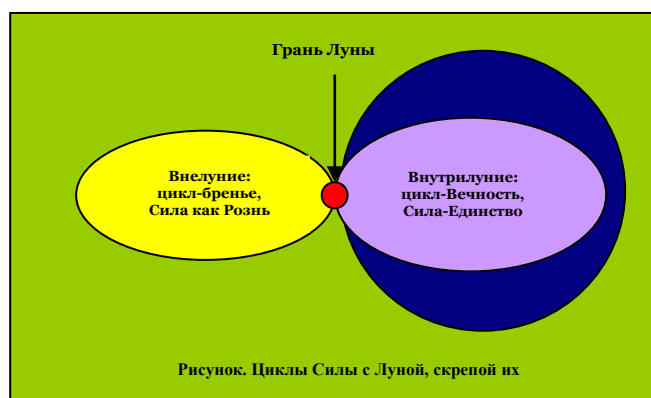 Грань Луны
Внелуние:
цикл-бренье,
Сила как Рознь
Внутрилуние:
цикл-Вечность,
Сила-Единство
Рисунок. Циклы Силы с Луной, скрепой их